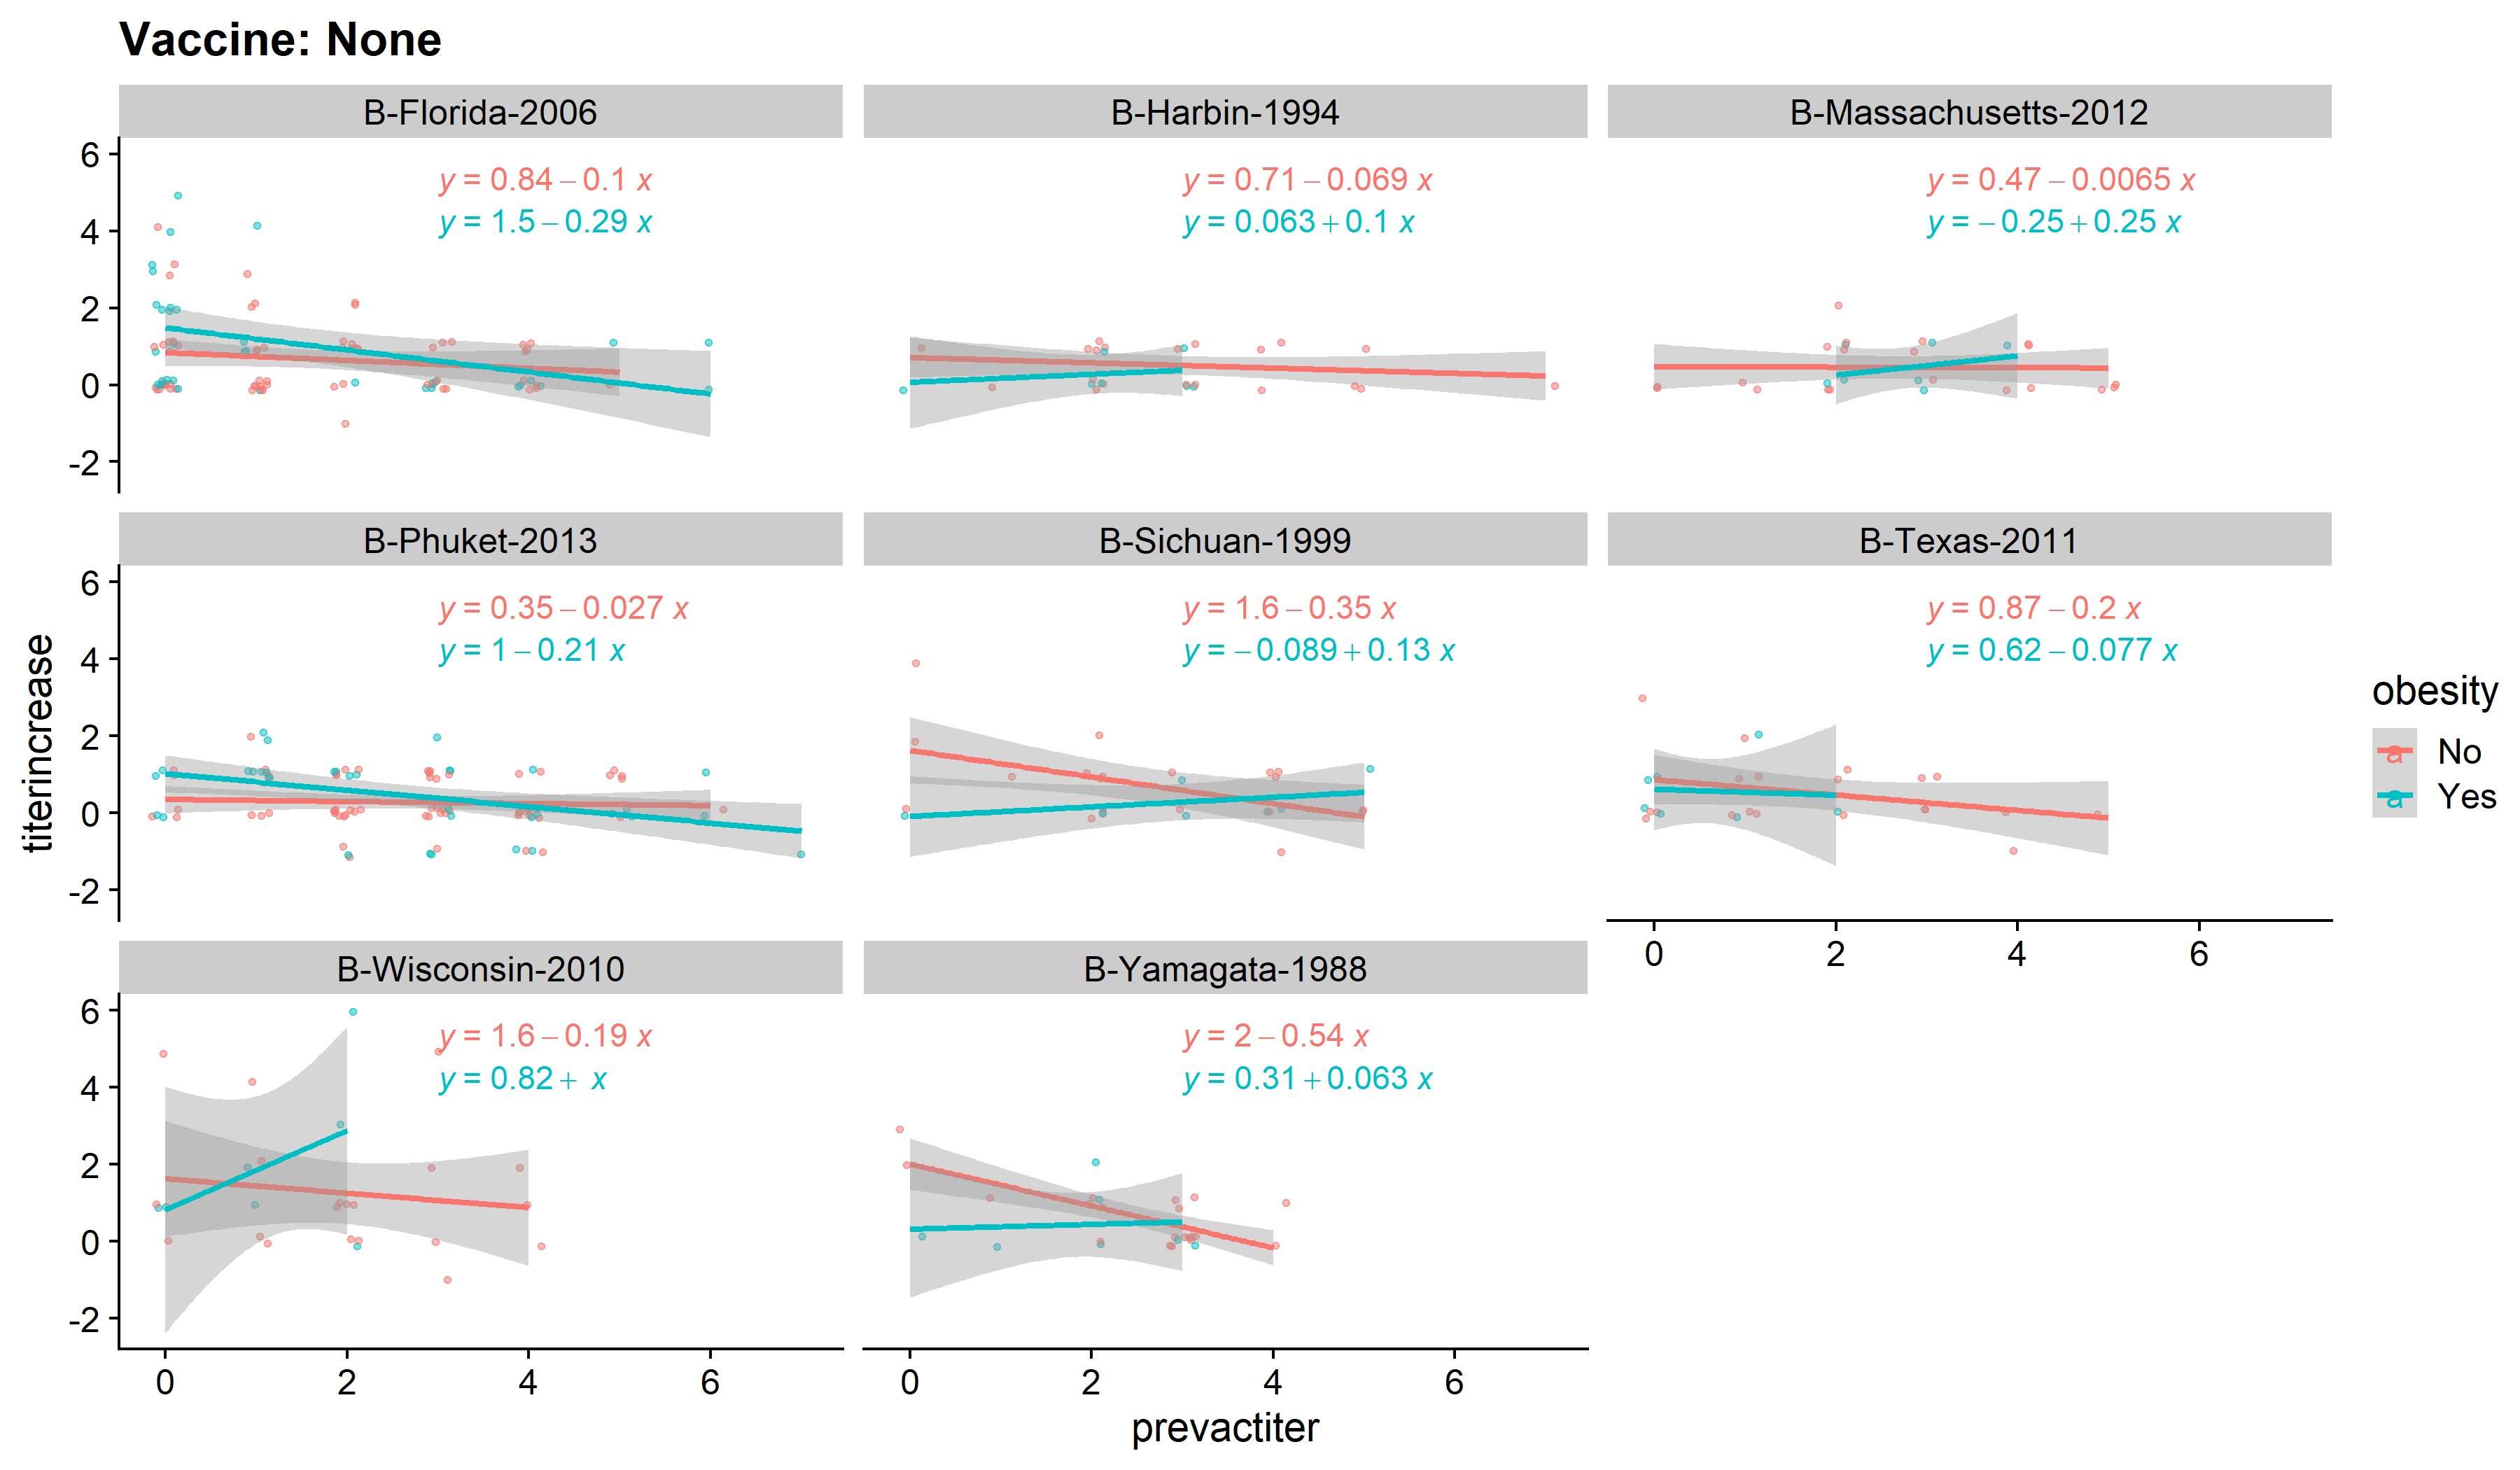 Vaccine: None
B-Florida-2006
B-Harbin-1994
B-Massachusetts-2012
6
4
2
0
-2
y = 0.84 − 0.1 x
y = 1.5 − 0.29 x
y = 0.71 − 0.069 x
y = 0.063 + 0.1 x
y = 0.47 − 0.0065 x
y = − 0.25 + 0.25 x
B-Phuket-2013
B-Sichuan-1999
B-Texas-2011
6
4
2
0
-2
y = 0.35 − 0.027 x
y = 1 − 0.21 x
y = 1.6 − 0.35 x
y = − 0.089 + 0.13 x
y = 0.87 − 0.2 x
y = 0.62 − 0.077 x
0 2 4 6
titerincrease
B-Wisconsin-2010
B-Yamagata-1988
6
4
2
0
-2
y = 1.6 − 0.19 x
y = 0.82 + x
y = 2 − 0.54 x
y = 0.31 + 0.063 x
0 2 4 6
0 2 4 6
prevactiter
obesity
a No
a Yes